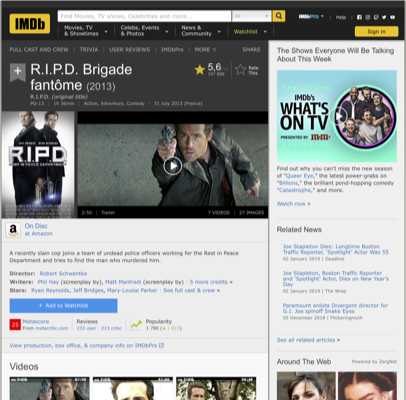 IMDb
Find Movies, TV shows, Celebrities and more...
All
IMDbPro
Help
Movies, TV
& Showtimes
Celebs, Events
& Photos
News &
Community
Watchlist
Sign in
FULL CAST AND CREW | TRIVIA | USER REVIEWS | IMDbPro | MORE
SHARE
R.I.P.D. Brigade
fantôme (2013)
R.I.P.D. (original title)
PG-13 | 1h 36min | Action, Adventure, Comedy | 31 July 2013 (France)
5,6
Rate
This
R.I.P.D.
REST IN PEACE DEPARTMENT
2:50 | Trailer
7 VIDEOS | 27 IMAGES
On Disc
at Amazon
A recently slain cop joins a team of undead police officers working for the Rest in Peace
Department and tries to find the man who murdered him.
Director: Robert Schwentke
Writers: Phil Hay (screenplay by), Matt Manfredi (screenplay by) | 5 more credits »
Stars: Ryan Reynolds, Jeff Bridges, Mary-Louise Parker | See full cast & crew »
+ Add to Watchlist
25
Metascore
From metacritic.com
Reviews
233 user | 213 critic
Popularity
View production, box office, & company info on IMDbPro
Videos
The Shows Everyone Will Be Talking
About This Week
IMDb's
WHAT'S
ON TV
PRESENTED BY m&m's
Find out why you can't miss the new season
of "Queer Eye," the latest power-grabs on
"Billions," the brilliant pond-hopping comedy
"Catastrophe," and more.
Watch now »
Related News
Joe Stapleton Dies: Longtime Boston
Traffic Reporter, 'Spotlight' Actor Was 55
02 January 2019 | Deadline
Joe Stapleton, Boston Traffic Reporter
and 'Spotlight' Actor, Dies on New Year's
Day
02 January 2019 | The Wrap
Paramount enlists Divergent director for
G.I. Joe spinoff Snake Eyes
05 December 2018 | Flickeringmyth
See all related articles »
Around The Web
Powered by ZergNet